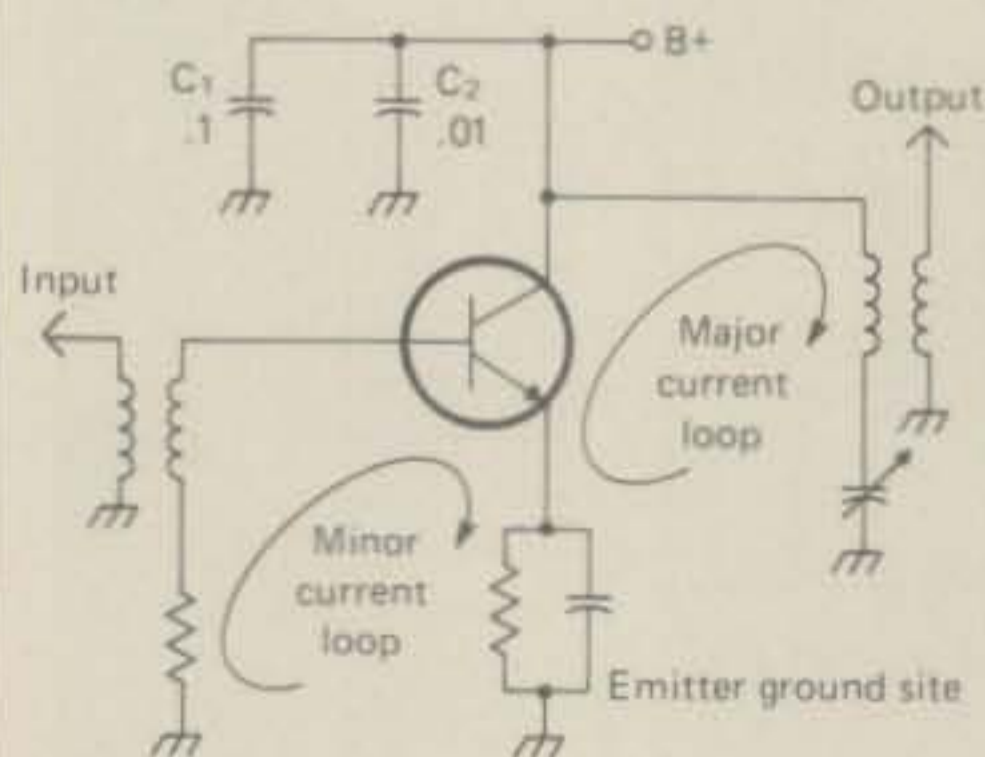 B+
C₁
.1
C₂
.01
Output
Input
Major
current
loop
Minor
current
loop
Emitter ground site